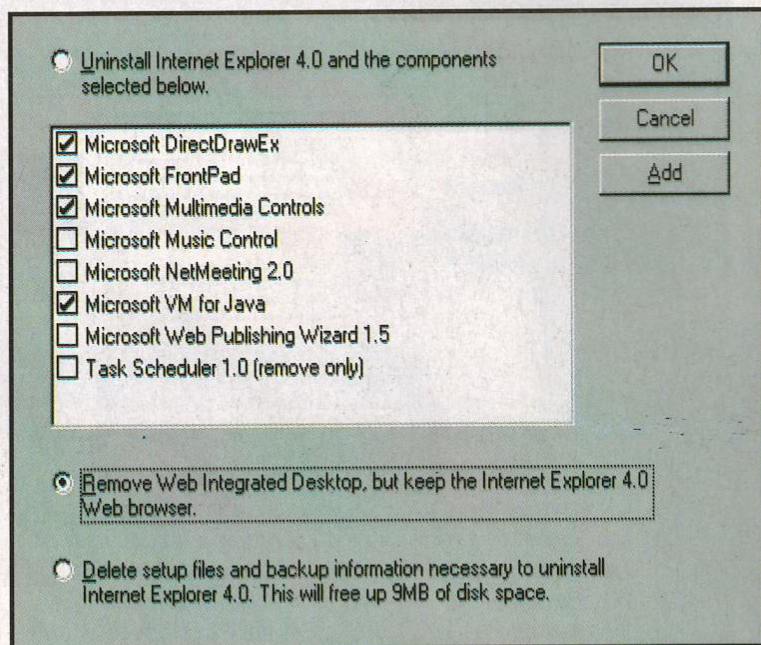 Uninstall Internet Explorer 4.0 and the components
selected below.
OK
Cancel
Add
Microsoft DirectDrawEx
Microsoft FrontPad
Microsoft Multimedia Controls
Microsoft Music Control
Microsoft NetMeeting 2.0
Microsoft VM for Java
Microsoft Web Publishing Wizard 1.5
Task Scheduler 1.0 (remove only)
Remove Web Integrated Desktop, but keep the Internet Explorer 4.0
Web browser.
Delete setup files and backup information necessary to uninstall
Internet Explorer 4.0. This will free up 9MB of disk space.